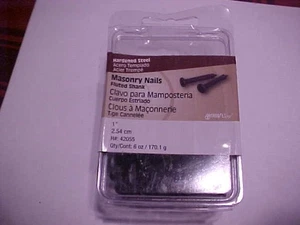 Hardened Steel
Acero Templado
Acier Trempé
Masonry Nails
Fluted Shank
Clavo para Mampostería
Cuerpo Estriado
Clous à Maçonnerie
Tige Cannelée
1"
2.54 cm
Qty/Cont. 6 oz / 170.1 g